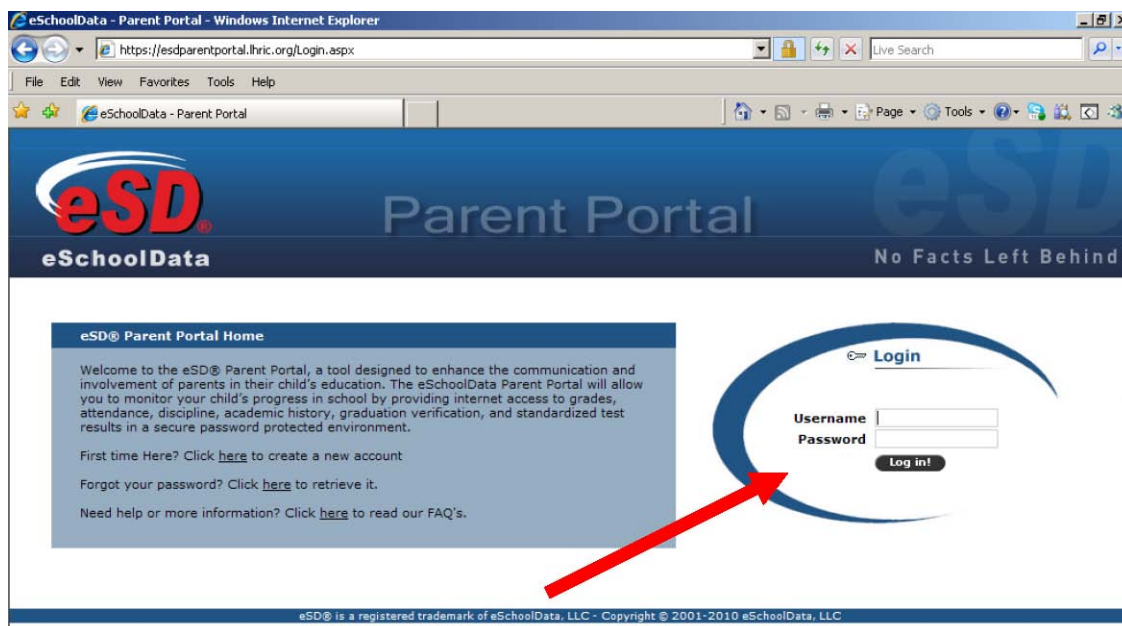 eSchoolData - Parent Portal - Windows Internet Explorer
https://esdparentportal.lhric.org/Login.aspx
Live Search
File Edit View Favorites Tools Help
eSchoolData - Parent Portal
Page Tools
eSD®
eSchoolData
Parent Portal
eSD
No Facts Left Behind
eSD® Parent Portal Home
Welcome to the eSD® Parent Portal, a tool designed to enhance the communication and
involvement of parents in their child's education. The eSchoolData Parent Portal will allow
you to monitor your child's progress in school by providing internet access to grades,
attendance, discipline, academic history, graduation verification, and standardized test
results in a secure password protected environment.
First time Here? Click here to create a new account
Forgot your password? Click here to retrieve it.
Need help or more information? Click here to read our FAQ's.
Login
Username
Password
Log in!
eSD® is a registered trademark of eSchoolData, LLC - Copyright © 2001-2010 eSchoolData, LLC